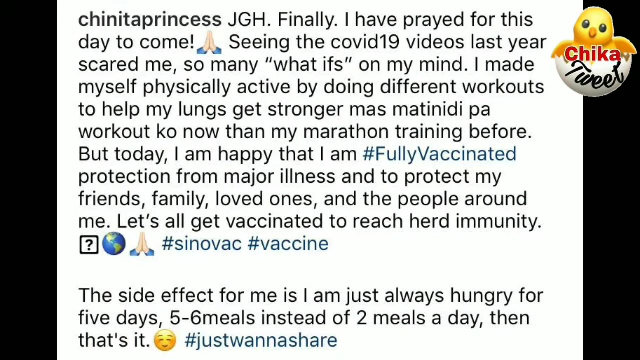 chinitaprincess JGH. Finally. I have prayed for this
day to come!🙏🏻 Seeing the covid19 videos last year
scared me, so many “what ifs” on my mind. I made
myself physically active by doing different workouts
to help my lungs get stronger mas matinidi pa
workout ko now than my marathon training before.
But today, I am happy that I am #FullyVaccinated
protection from major illness and to protect my
friends, family, loved ones, and the people around
me. Let’s all get vaccinated to reach herd immunity.
🌎🙏🏻 #sinovac #vaccine
The side effect for me is I am just always hungry for
five days, 5-6meals instead of 2 meals a day, then
that's it.☺️ #justwannashare
Chika
Tweet